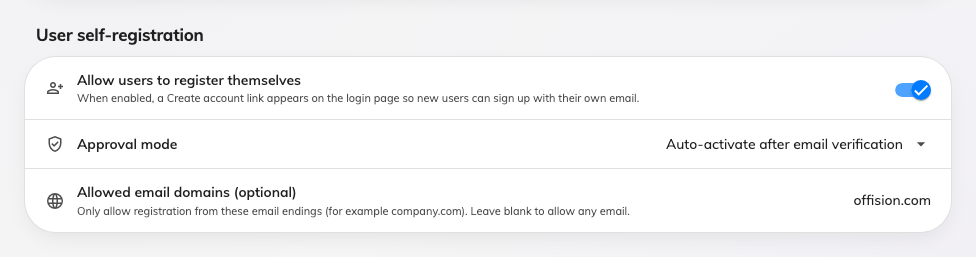 User self-registration
Allow users to register themselves
When enabled, a Create account link appears on the login page so new users can sign up with their own email.
Approval mode
Auto-activate after email verification
Allowed email domains (optional)
Only allow registration from these email endings (for example company.com). Leave blank to allow any email.
offision.com